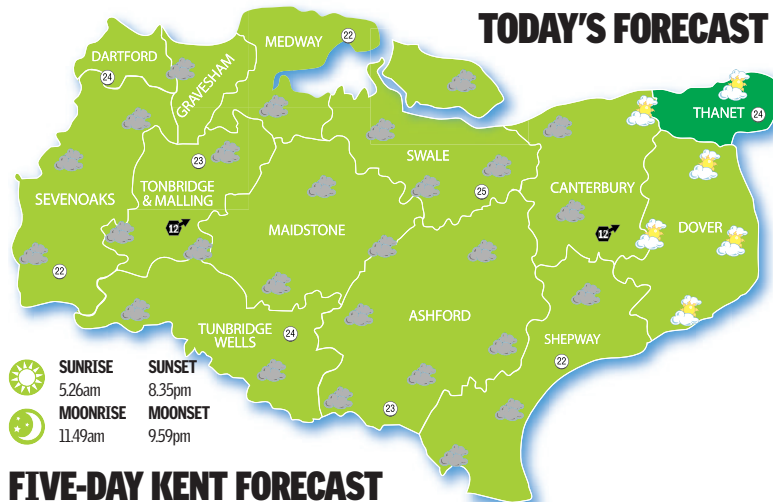 TODAY'S FORECAST
MEDWAY 22
DARTFORD
24
GRAVESHAM
THANET 24
23
SWALE
TONBRIDGE
& MALLING
25
CANTERBURY
SEVENOAKS
12
MAIDSTONE
12
DOVER
22
ASHFORD
TUNBRIDGE
WELLS
24
SHEPWAY
22
23
SUNRISE SUNSET
5.26am 8.35pm
MOONRISE MOONSET
11.49am 9.59pm
FIVE-DAY KENT FORECAST